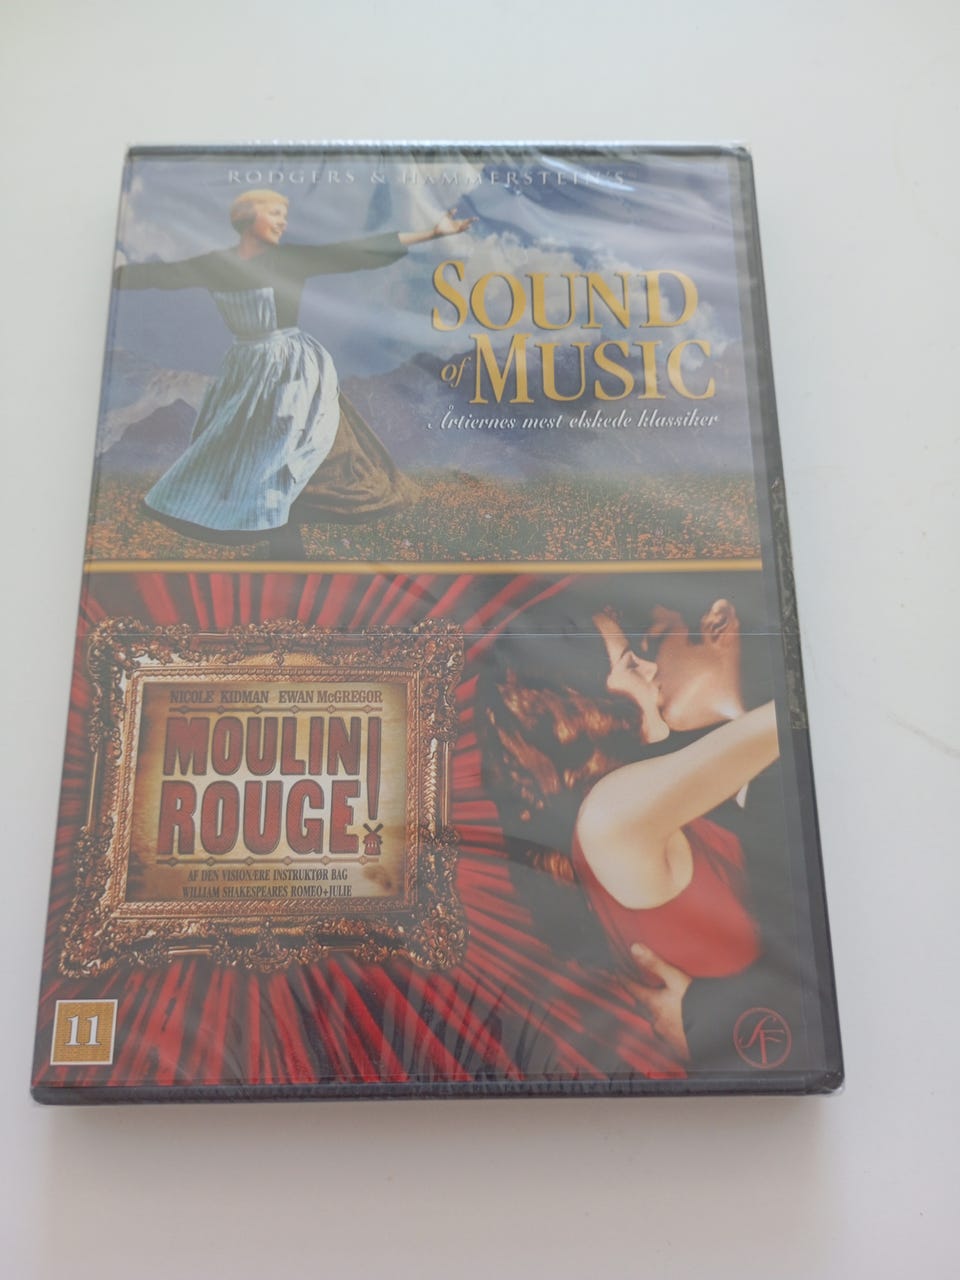 RODGERS & HAMMERSTEIN'S
SOUND
of MUSIC
Årtiernes mest elskede klassiker
NICOLE KIDMAN EWAN McGREGOR
MOULIN
ROUGE!
AF DEN VISIONÆRE INSTRUKTØR BAG
WILLIAM SHAKESPEARES ROMEO+JULIE
11
SF